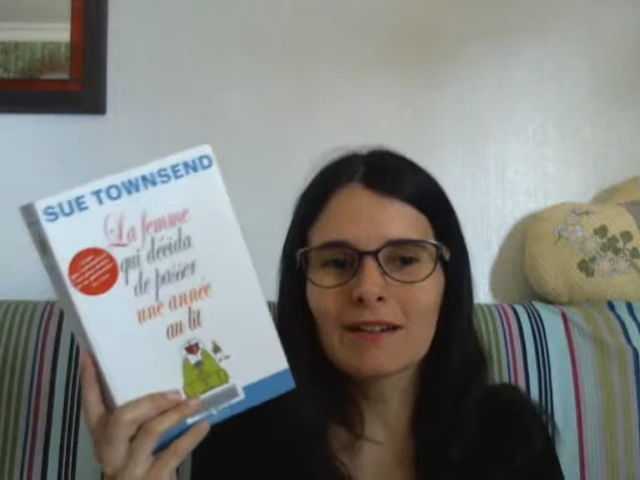 SUE TOWNSEND
La femme
qui décida
de passer
une année
au lit